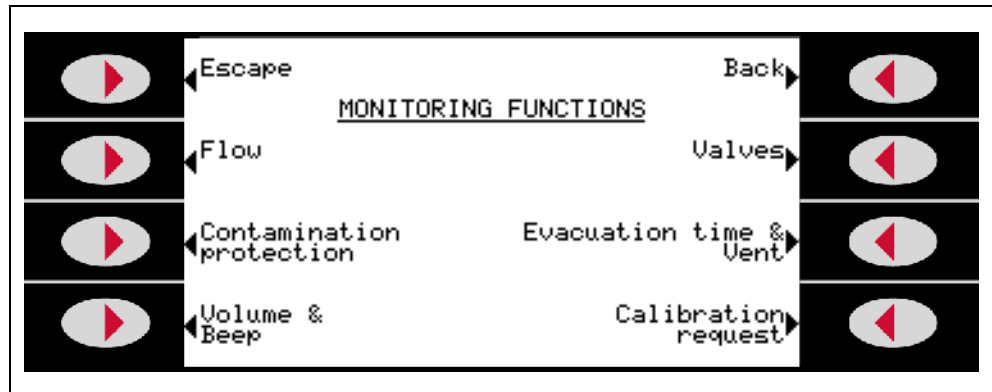 Escape
Back
MONITORING FUNCTIONS
Flow
Valves
Contamination
protection
Evacuation time &
Vent
Volume &
Beep
Calibration
request